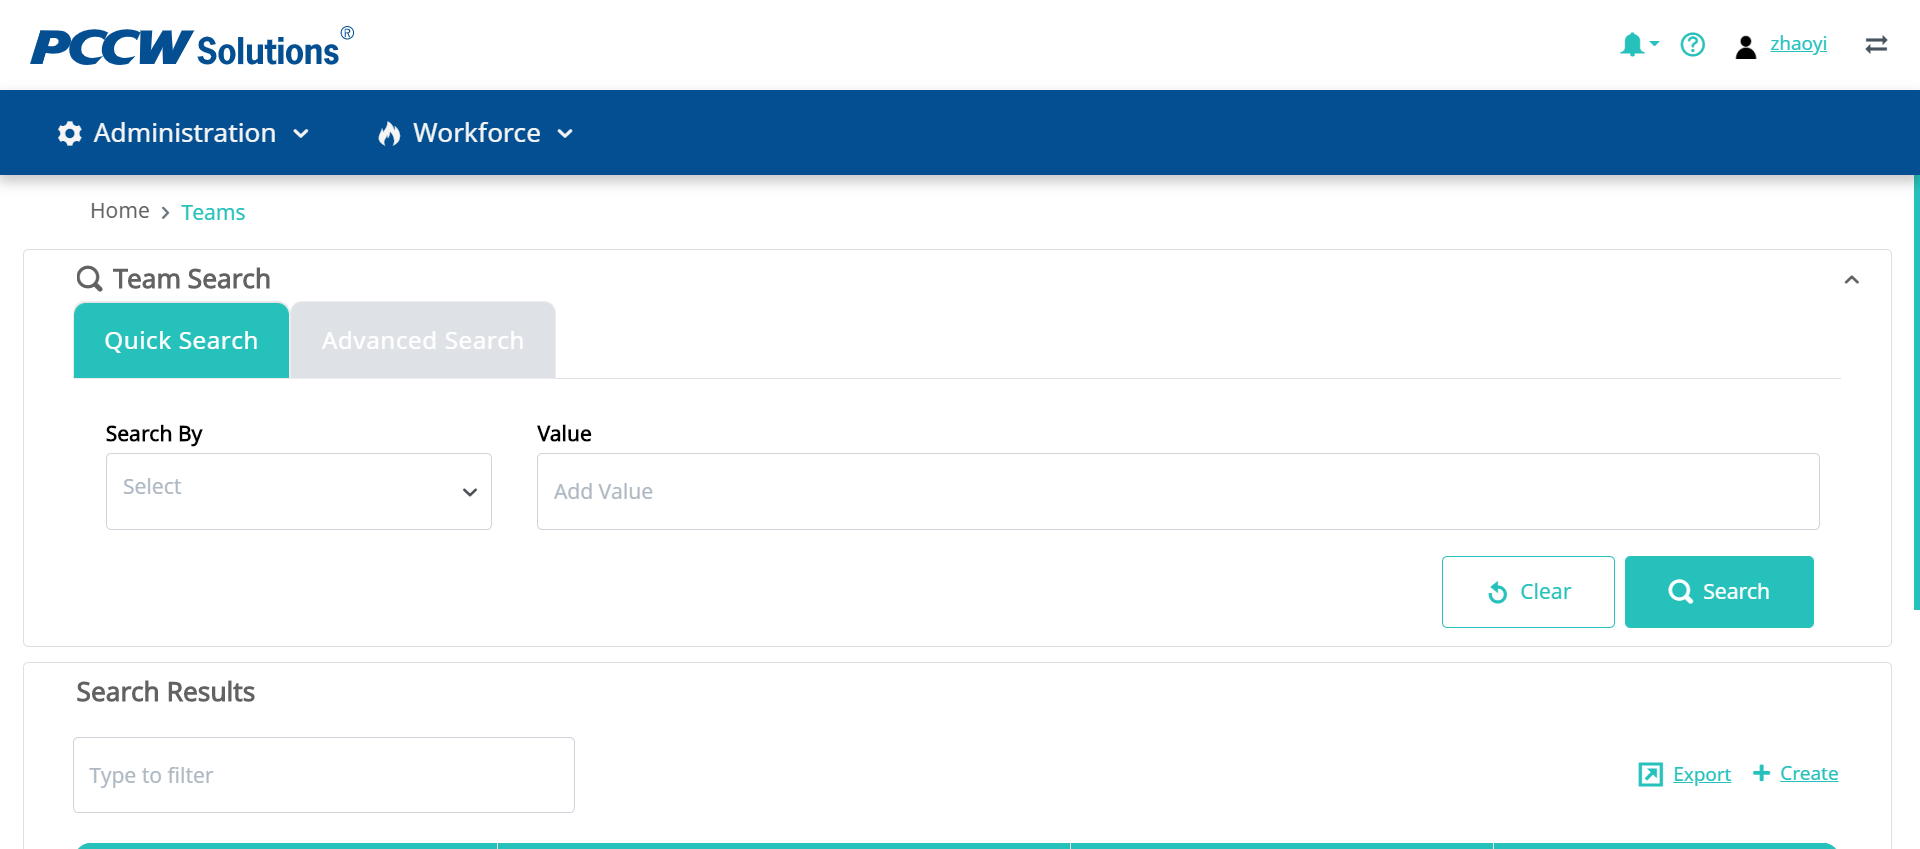 PCCW Solutions®
zhaoyi
Administration
Workforce
Home > Teams
Team Search
Quick Search
Advanced Search
Search By
Value
Select
Add Value
Clear
Search
Search Results
Type to filter
Export
+ Create